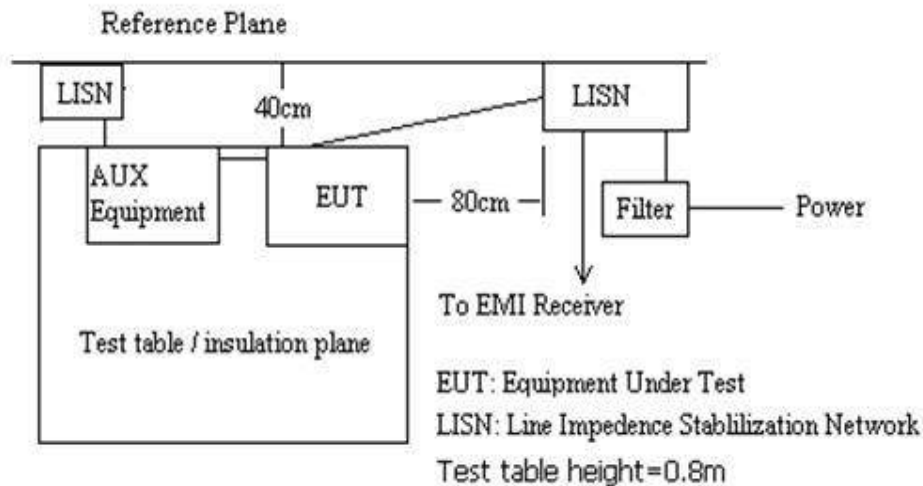 Reference Plane
LISN
40cm
LISN
AUX
Equipment
EUT
80cm
Filter
Power
To EMI Receiver
Test table / insulation plane
EUT: Equipment Under Test
LISN: Line Impedence Stablilization Network
Test table height=0.8m